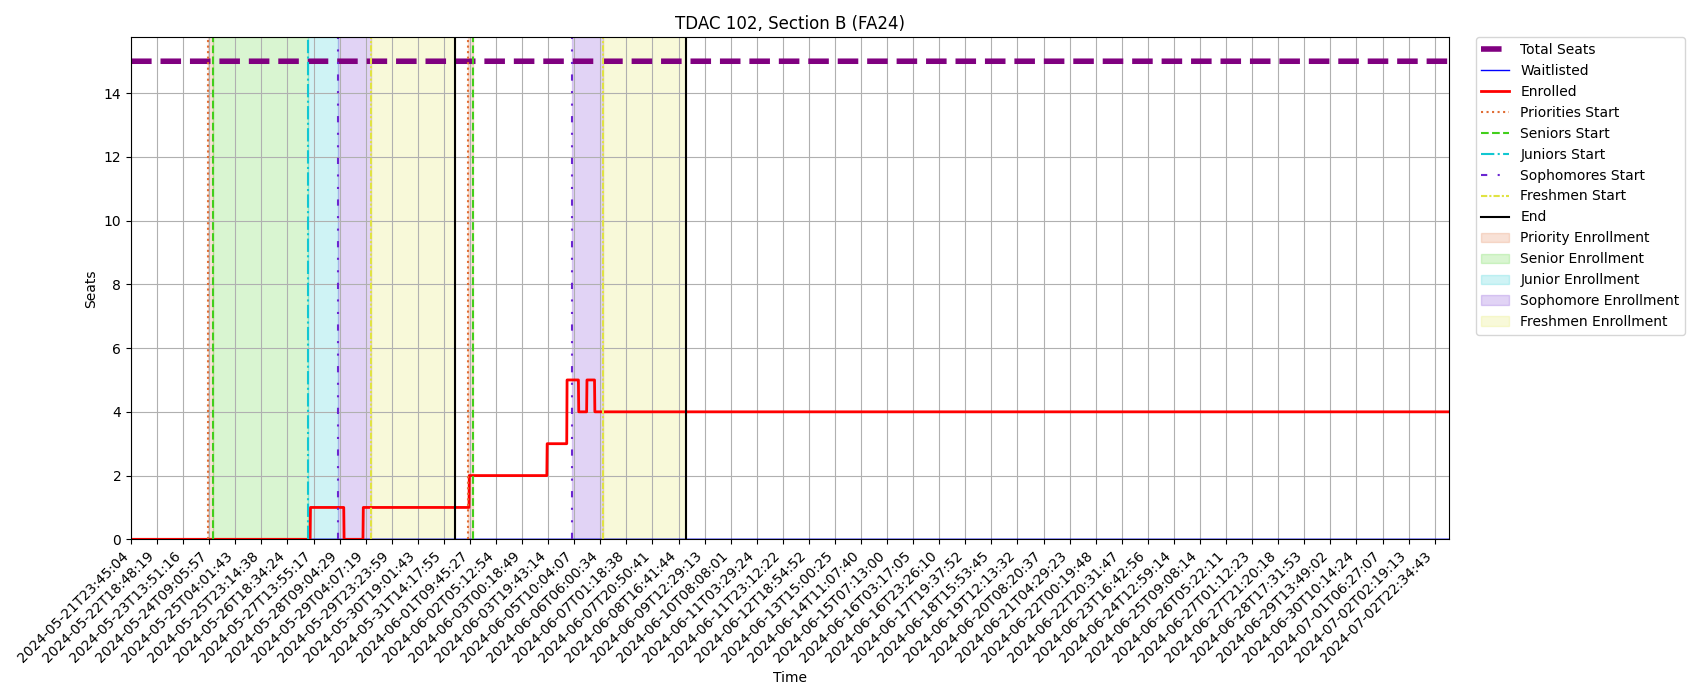 TDAC 102, Section B (FA24)
Total Seats
Waitlisted
Enrolled
Priorities Start
Seniors Start
Juniors Start
Sophomores Start
Freshmen Start
End
Priority Enrollment
Senior Enrollment
Junior Enrollment
Sophomore Enrollment
Freshmen Enrollment
Seats
14
12
10
8
6
4
2
0
2024-05-21T23:45:04
2024-05-22T18:48:19
2024-05-23T13:51:16
2024-05-24T09:05:57
2024-05-25T04:01:43
2024-05-25T23:14:38
2024-05-26T18:34:24
2024-05-27T13:55:17
2024-05-28T09:04:29
2024-05-29T04:07:19
2024-05-29T23:23:59
2024-05-30T19:01:43
2024-05-31T14:17:55
2024-06-01T09:45:27
2024-06-02T05:12:54
2024-06-03T00:18:49
2024-06-03T19:43:14
2024-06-05T10:04:07
2024-06-06T06:00:34
2024-06-07T01:18:38
2024-06-07T20:50:41
2024-06-08T16:41:44
2024-06-09T12:29:13
2024-06-10T08:08:01
2024-06-11T03:29:24
2024-06-11T23:12:22
2024-06-12T18:54:52
2024-06-13T15:00:25
2024-06-14T11:07:40
2024-06-15T07:13:00
2024-06-16T03:17:05
2024-06-16T23:26:10
2024-06-17T19:37:52
2024-06-18T15:53:45
2024-06-19T12:13:32
2024-06-20T08:20:37
2024-06-21T04:29:23
2024-06-22T00:19:48
2024-06-22T20:31:47
2024-06-23T16:42:56
2024-06-24T12:59:14
2024-06-25T09:08:14
2024-06-26T05:22:11
2024-06-27T01:12:23
2024-06-27T21:20:18
2024-06-28T17:31:53
2024-06-29T13:49:02
2024-06-30T10:14:24
2024-07-01T06:27:07
2024-07-02T02:19:13
2024-07-02T22:34:43
Time